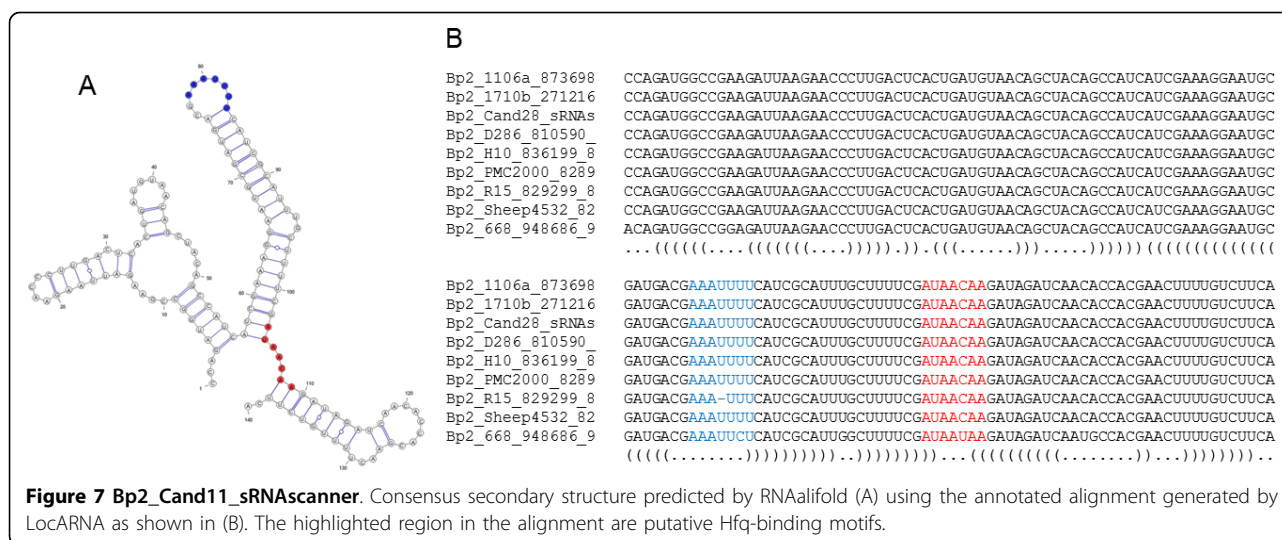 A
B
Bp2_1106a_873698 CCAGAUGGCCGAAGAUUAAGAACCCUUGACUCACUGAUGUAACAGCUACAGCCAUCAUCGAAAGGAAUGC
Bp2_1710b_271216 CCAGAUGGCCGAAGAUUAAGAACCCUUGACUCACUGAUGUAACAGCUACAGCCAUCAUCGAAAGGAAUGC
Bp2_Cand28_sRNAs CCAGAUGGCCGAAGAUUAAGAACCCUUGACUCACUGAUGUAACAGCUACAGCCAUCAUCGAAAGGAAUGC
Bp2_D286_810590_ CCAGAUGGCCGAAGAUUAAGAACCCUUGACUCACUGAUGUAACAGCUACAGCCAUCAUCGAAAGGAAUGC
Bp2_H10_836199_8 CCAGAUGGCCGAAGAUUAAGAACCCUUGACUCACUGAUGUAACAGCUACAGCCAUCAUCGAAAGGAAUGC
Bp2_PMC2000_8289 CCAGAUGGCCGAAGAUUAAGAACCCUUGACUCACUGAUGUAACAGCUACAGCCAUCAUCGAAAGGAAUGC
Bp2_R15_829299_8 CCAGAUGGCCGAAGAUUAAGAACCCUUGACUCACUGAUGUAACAGCUACAGCCAUCAUCGAAAGGAAUGC
Bp2_Sheep4532_82 CCAGAUGGCCGAAGAUUAAGAACCCUUGACUCACUGAUGUAACAGCUACAGCCAUCAUCGAAAGGAAUGC
Bp2_668_948686_9 ACAGAUGGCCGGAGAUUAAGAACCCUUGACUCACUGAUGUAACAGCUACAGCCAUCAUCGAAAGGAAUGC
...(((((((....(((((((....))))).)).(((......))).....)))))) (((((((((((((
Bp2_1106a_873698 GAUGACGAAAUUUUCAUCGCAUUUGCUUUUCGAUAACAAGAUAGAUCAACACCACGAACUUUUGUCUUCA
Bp2_1710b_271216 GAUGACGAAAUUUUCAUCGCAUUUGCUUUUCGAUAACAAGAUAGAUCAACACCACGAACUUUUGUCUUCA
Bp2_Cand28_sRNAs GAUGACGAAAUUUUCAUCGCAUUUGCUUUUCGAUAACAAGAUAGAUCAACACCACGAACUUUUGUCUUCA
Bp2_D286_810590_ GAUGACGAAAUUUUCAUCGCAUUUGCUUUUCGAUAACAAGAUAGAUCAACACCACGAACUUUUGUCUUCA
Bp2_H10_836199_8 GAUGACGAAAUUUUCAUCGCAUUUGCUUUUCGAUAACAAGAUAGAUCAACACCACGAACUUUUGUCUUCA
Bp2_PMC2000_8289 GAUGACGAAAUUUUCAUCGCAUUUGCUUUUCGAUAACAAGAUAGAUCAACACCACGAACUUUUGUCUUCA
Bp2_R15_829299_8 GAUGACGAAA-UUUCAUCGCAUUUGCUUUUCGAUAACAAGAUAGAUCAACACCACGAACUUUUGUCUUCA
Bp2_Sheep4532_82 GAUGACGAAAUUUUCAUCGCAUUUGCUUUUCGAUAACAAGAUAGAUCAACACCACGAACUUUUGUCUUCA
Bp2_668_948686_9 GAUGACGAAAUUCUCAUCGCAUUGGCUUUUCGAUAAUAAGAUAGAUCAAUGCCACGAACUUUUGUCUUCA
(((((........))))))))))..))))))))))...((((((((((........))...))))))))..
Figure 7 Bp2_Cand11_sRNAscanner. Consensus secondary structure predicted by RNAalifold (A) using the annotated alignment generated by
LocARNA as shown in (B). The highlighted region in the alignment are putative Hfq-binding motifs.